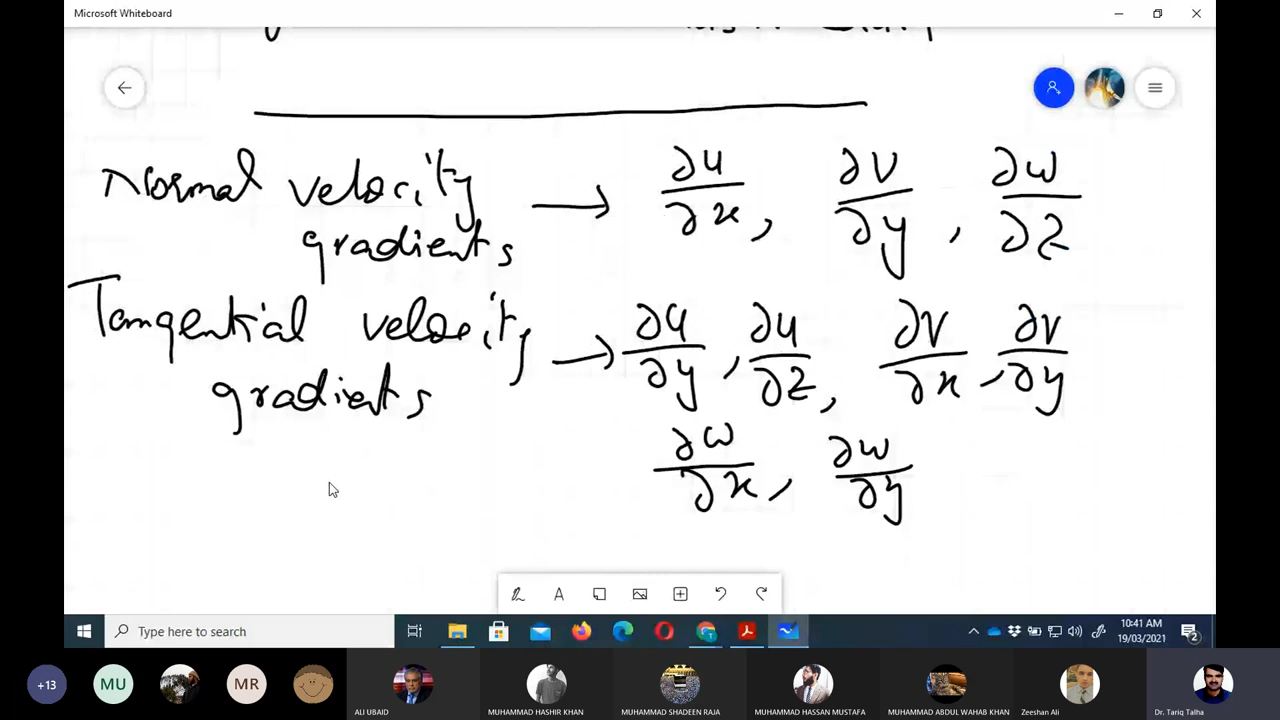 Microsoft Whiteboard
Normal velocity → ∂u/∂x, ∂v/∂y, ∂w/∂z
gradients
Tangential velocity → ∂u/∂y, ∂u/∂z, ∂v/∂x, ∂v/∂y
gradients
∂w/∂x, ∂w/∂y
Type here to search
10:41 AM
19/03/2021
2
+13
MU
MR
ALI UBAID
MUHAMMAD HASHIR KHAN
MUHAMMAD SHADEEN RAJA
MUHAMMAD HASSAN MUSTAFA
MUHAMMAD ABDUL WAHAB KHAN
Zeeshan Ali
Dr. Tariq Talha